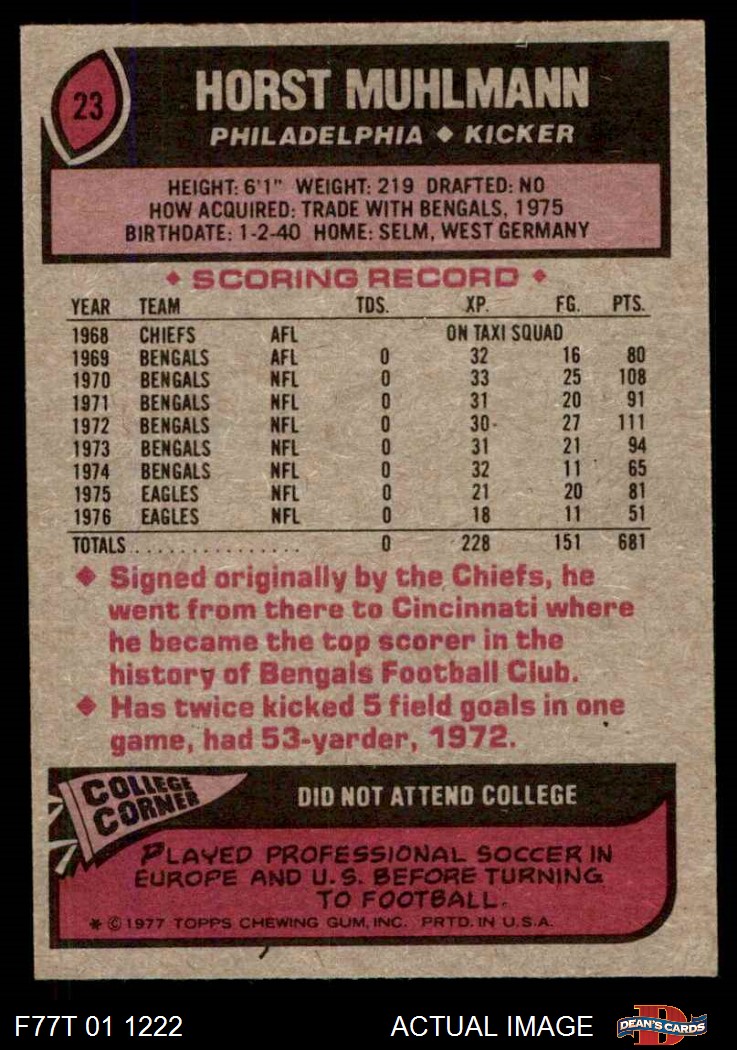 23
HORST MUHLMANN
PHILADELPHIA ◆ KICKER
HEIGHT: 6'1" WEIGHT: 219 DRAFTED: NO
HOW ACQUIRED: TRADE WITH BENGALS, 1975
BIRTHDATE: 1-2-40 HOME: SELM, WEST GERMANY
◆ SCORING RECORD ◆
YEAR TEAM TDS. XP. FG. PTS.
1968 CHIEFS AFL ON TAXI SQUAD
1969 BENGALS AFL 0 32 16 80
1970 BENGALS NFL 0 33 25 108
1971 BENGALS NFL 0 31 20 91
1972 BENGALS NFL 0 30 27 111
1973 BENGALS NFL 0 31 21 94
1974 BENGALS NFL 0 32 11 65
1975 EAGLES NFL 0 21 20 81
1976 EAGLES NFL 0 18 11 51
TOTALS ................ 0 228 151 681
◆ Signed originally by the Chiefs, he
went from there to Cincinnati where
he became the top scorer in the
history of Bengals Football Club.
◆ Has twice kicked 5 field goals in one
game, had 53-yarder, 1972.
COLLEGE
CORNER
DID NOT ATTEND COLLEGE
PLAYED PROFESSIONAL SOCCER IN
EUROPE AND U.S. BEFORE TURNING
TO FOOTBALL.
* © 1977 TOPPS CHEWING GUM, INC. PRTD. IN U.S.A.
F77T 01 1222 ACTUAL IMAGE
D
DEAN'S CARDS